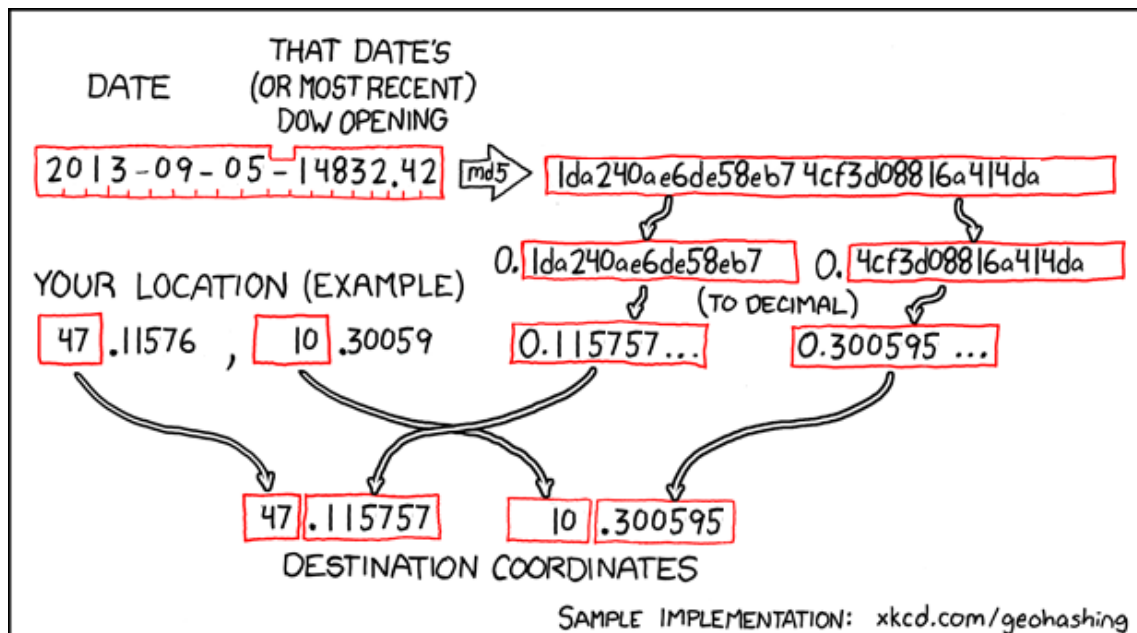 DATE
THAT DATE'S
(OR MOST RECENT)
DOW OPENING
2013-09-05-14832.42
md5
1da240ae6de58eb74cf3d08816a414da
0.1da240ae6de58eb7
0.4cf3d08816a414da
(TO DECIMAL)
YOUR LOCATION (EXAMPLE)
47.11576, 10.30059
0.115757...
0.300595...
47.115757
10.300595
DESTINATION COORDINATES
SAMPLE IMPLEMENTATION: xkcd.com/geohashing